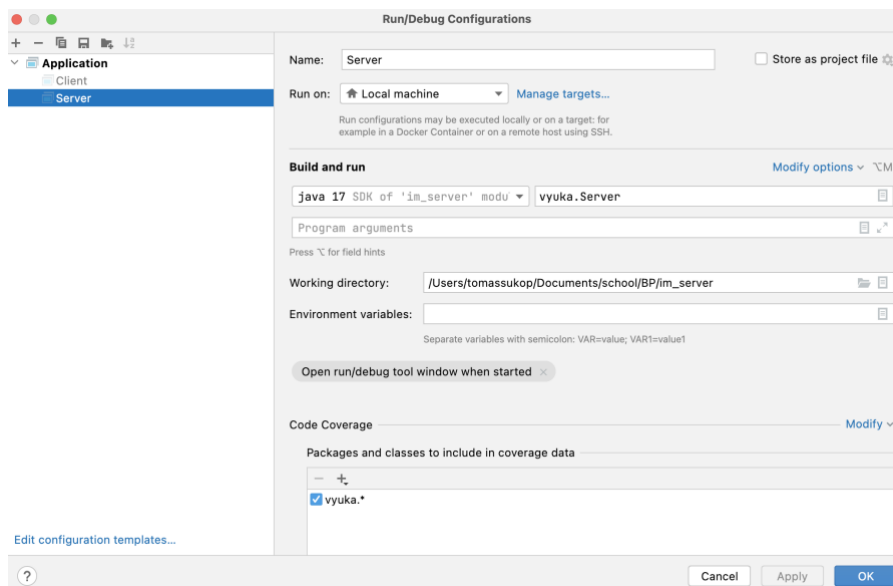 Run/Debug Configurations
Application
Client
Server
Name: Server
Store as project file
Run on: Local machine Manage targets...
Run configurations may be executed locally or on a target: for
example in a Docker Container or on a remote host using SSH.
Build and run Modify options ⌥M
java 17 SDK of 'im_server' modu vyuka.Server
Program arguments
Press ⌥ for field hints
Working directory: /Users/tomassukop/Documents/school/BP/im_server
Environment variables:
Separate variables with semicolon: VAR=value; VAR1=value1
Open run/debug tool window when started ×
Code Coverage Modify
Packages and classes to include in coverage data
vyuka.*
Edit configuration templates...
? Cancel Apply OK